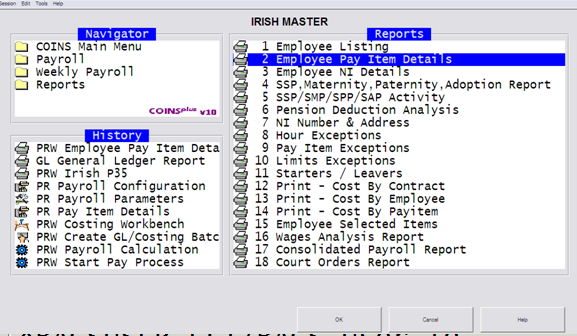 Session Edit Tools Help
IRISH MASTER
Navigator
COINS Main Menu
Payroll
Weekly Payroll
Reports
COINSplus v10
History
PRW Employee Pay Item Deta
GL General Ledger Report
PRW Irish P35
PR Payroll Configuration
PR Payroll Parameters
PR Pay Item Details
PRW Costing Workbench
PRW Create GL/Costing Batc
PRW Payroll Calculation
PRW Start Pay Process
Reports
1 Employee Listing
2 Employee Pay Item Details
3 Employee NI Details
4 SSP,Maternity,Paternity,Adoption Report
5 SSP/SMP/SPP/SAP Activity
6 Pension Deduction Analysis
7 NI Number & Address
8 Hour Exceptions
9 Pay Item Exceptions
10 Limits Exceptions
11 Starters / Leavers
12 Print - Cost By Contract
13 Print - Cost By Employee
14 Print - Cost By Payitem
15 Employee Selected Items
16 Wages Analysis Report
17 Consolidated Payroll Report
18 Court Orders Report
OK Cancel Help